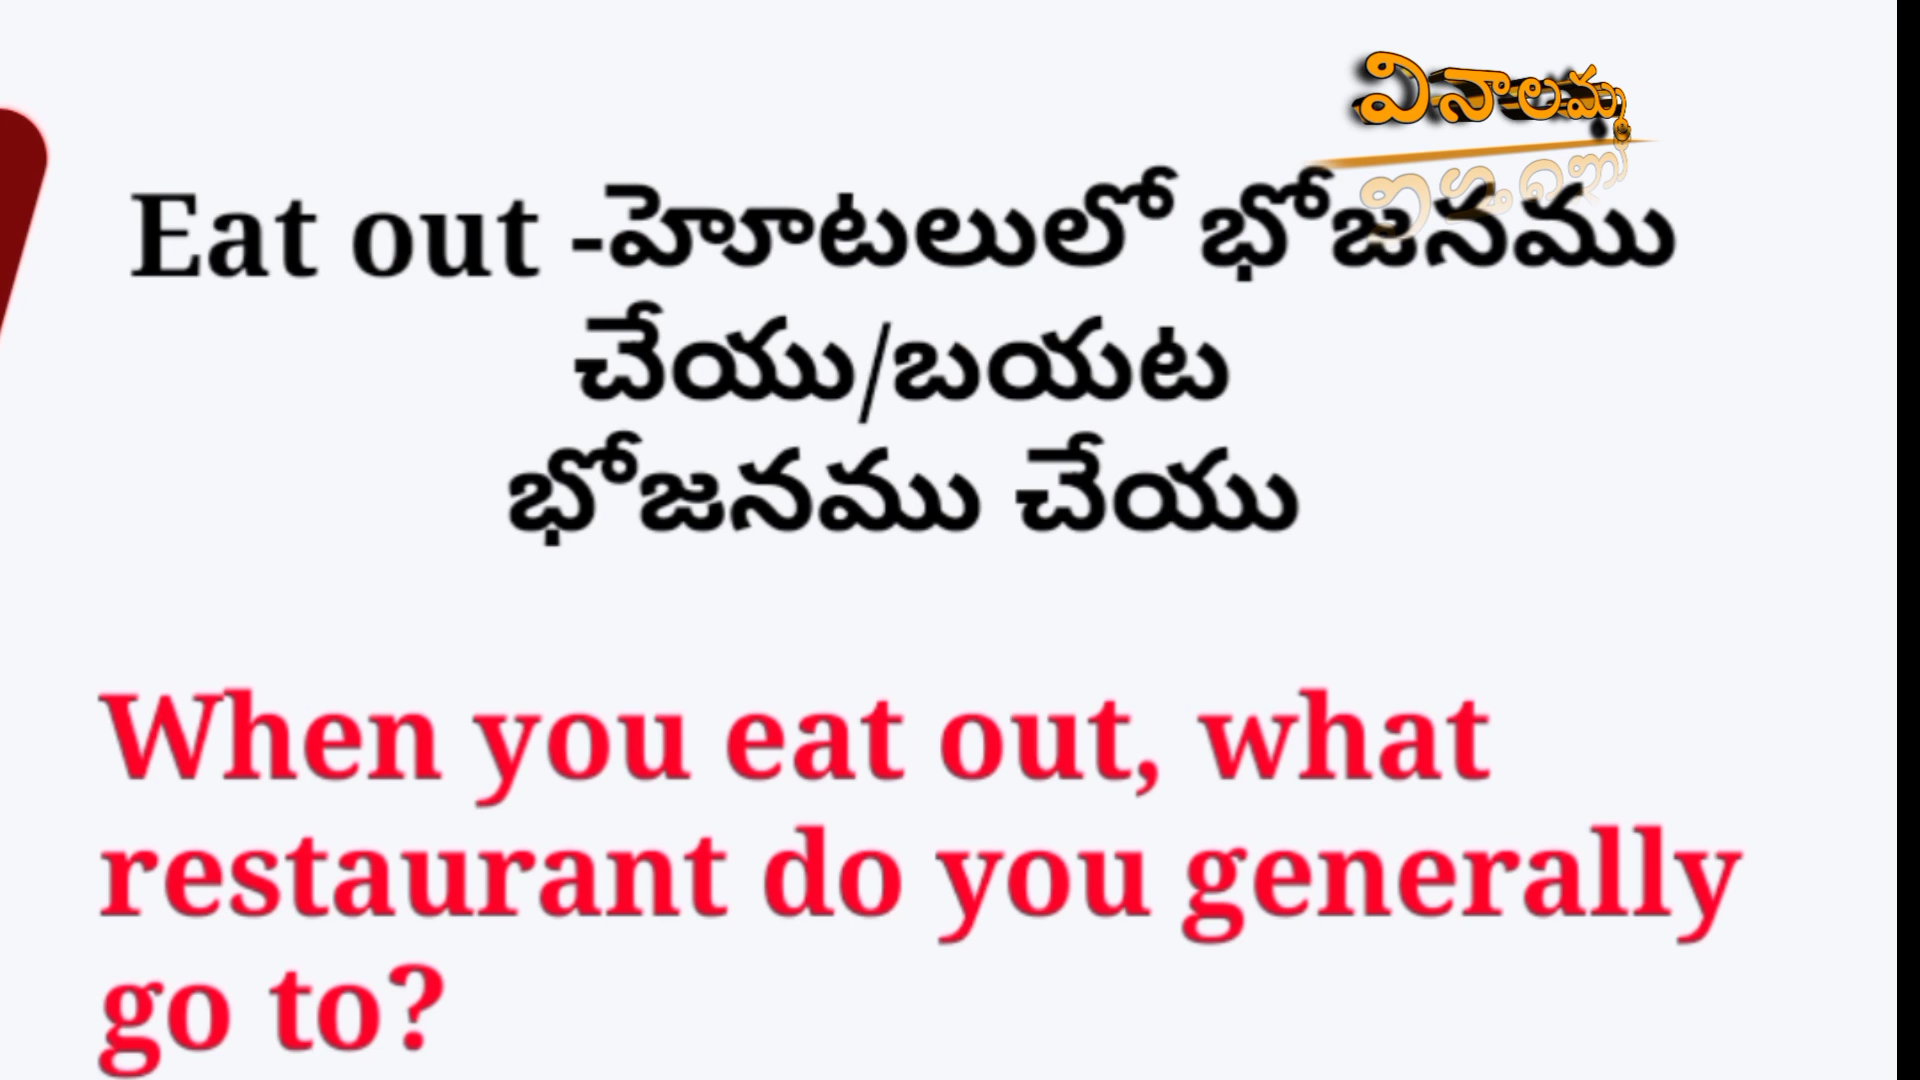 వినాలమ్మ
Eat out -హెూటలులో భోజనము
చేయు/బయట
భోజనము చేయు
When you eat out, what
restaurant do you generally
go to?